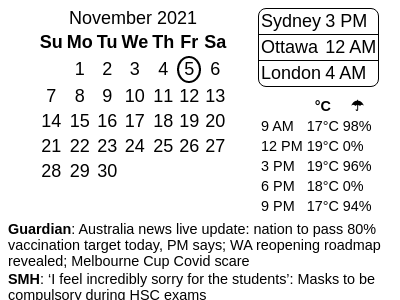 November 2021
Su Mo Tu We Th Fr Sa
1 2 3 4 5 6
7 8 9 10 11 12 13
14 15 16 17 18 19 20
21 22 23 24 25 26 27
28 29 30
Sydney 3 PM
Ottawa 12 AM
London 4 AM
°C ☂
9 AM 17°C 98%
12 PM 19°C 0%
3 PM 19°C 96%
6 PM 18°C 0%
9 PM 17°C 94%
Guardian: Australia news live update: nation to pass 80%
vaccination target today, PM says; WA reopening roadmap
revealed; Melbourne Cup Covid scare
SMH: ‘I feel incredibly sorry for the students’: Masks to be
compulsory during HSC exams